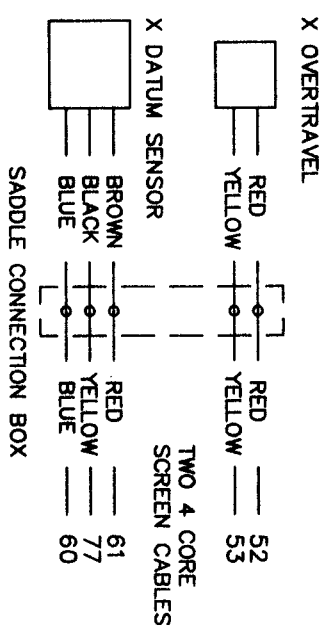 X OVERTRAVEL
RED
YELLOW
RED
YELLOW
52
53
X DATUM SENSOR
BROWN
BLACK
BLUE
RED
YELLOW
BLUE
61
77
60
TWO 4 CORE
SCREEN CABLES
SADDLE CONNECTION BOX